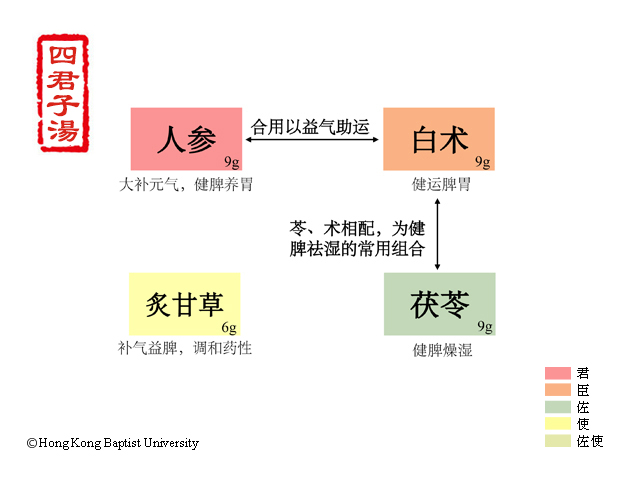 四君子湯
人参
9g
大补元气，健脾养胃
合用以益气助运
白术
9g
健运脾胃
苓、术相配，为健
脾祛湿的常用组合
炙甘草
6g
补气益脾，调和药性
茯苓
9g
健脾燥湿
君
臣
佐
使
佐使
©Hong Kong Baptist University